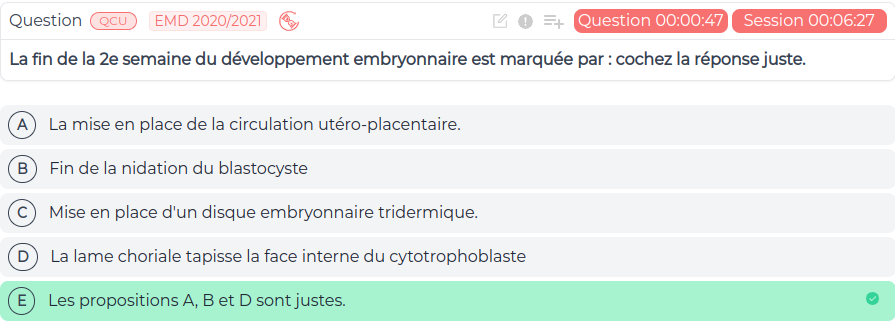 Question QCU EMD 2020/2021 Question 00:00:47 Session 00:06:27
La fin de la 2e semaine du développement embryonnaire est marquée par : cochez la réponse juste.
A La mise en place de la circulation utéro-placentaire.
B Fin de la nidation du blastocyste
C Mise en place d'un disque embryonnaire tridermique.
D La lame choriale tapisse la face interne du cytotrophoblaste
E Les propositions A, B et D sont justes.